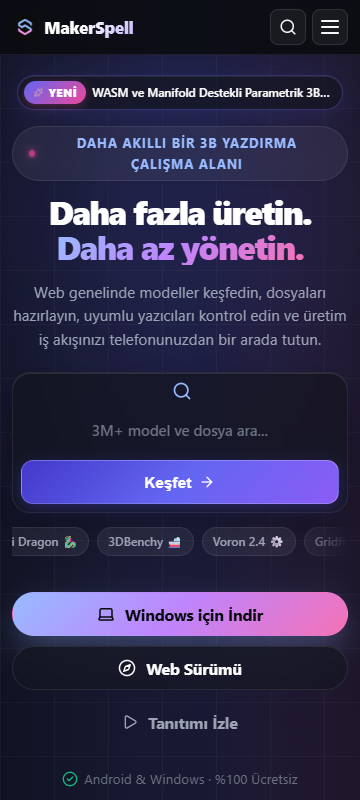 MakerSpell
YENİ WASM ve Manifold Destekli Parametrik 3B...
DAHA AKILLI BİR 3B YAZDIRMA
ÇALIŞMA ALANI
Daha fazla üretin.
Daha az yönetin.
Web genelinde modeller keşfedin, dosyaları
hazırlayın, uyumlu yazıcıları kontrol edin ve üretim
iş akışınızı telefonunuzdan bir arada tutun.
3M+ model ve dosya ara...
Keşfet
i Dragon 3DBenchy Voron 2.4
Windows için İndir
Web Sürümü
Tanıtımı İzle
Android & Windows · %100 Ücretsiz